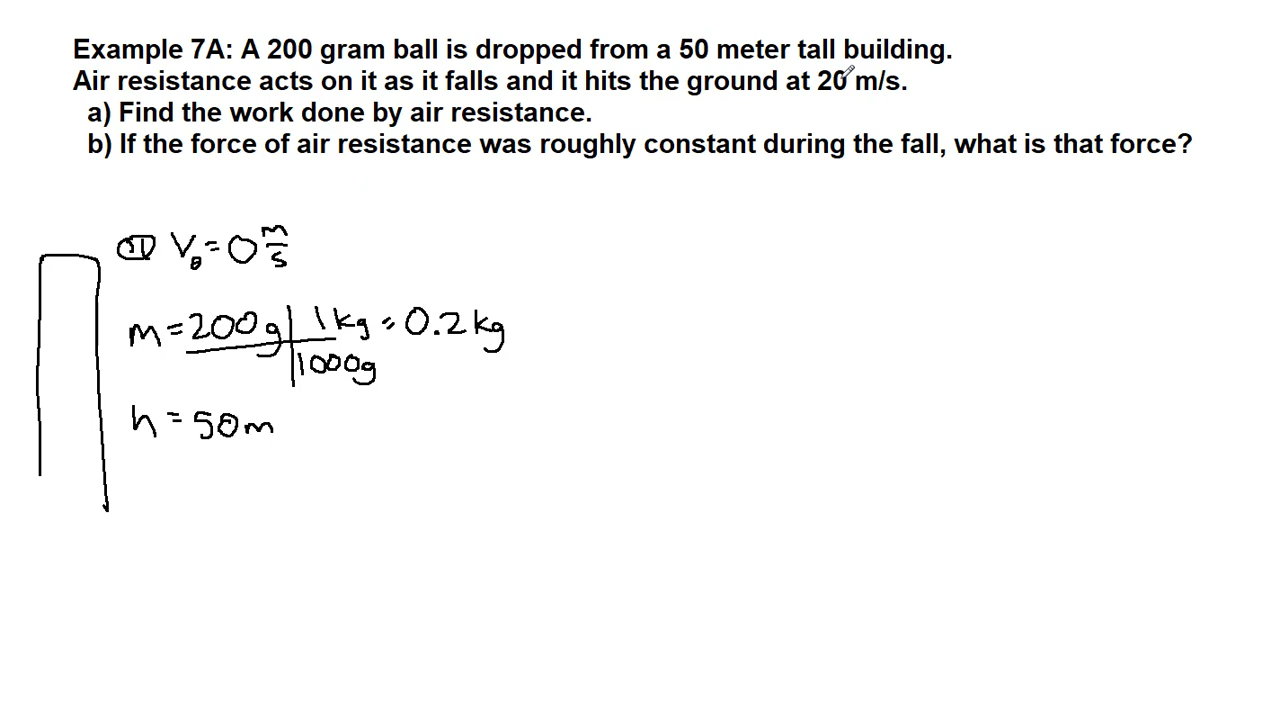 Example 7A: A 200 gram ball is dropped from a 50 meter tall building.
Air resistance acts on it as it falls and it hits the ground at 20 m/s.
a) Find the work done by air resistance.
b) If the force of air resistance was roughly constant during the fall, what is that force?
V₀ = 0 m/s
m = 200g | 1kg = 0.2 kg
1000g
h = 50m